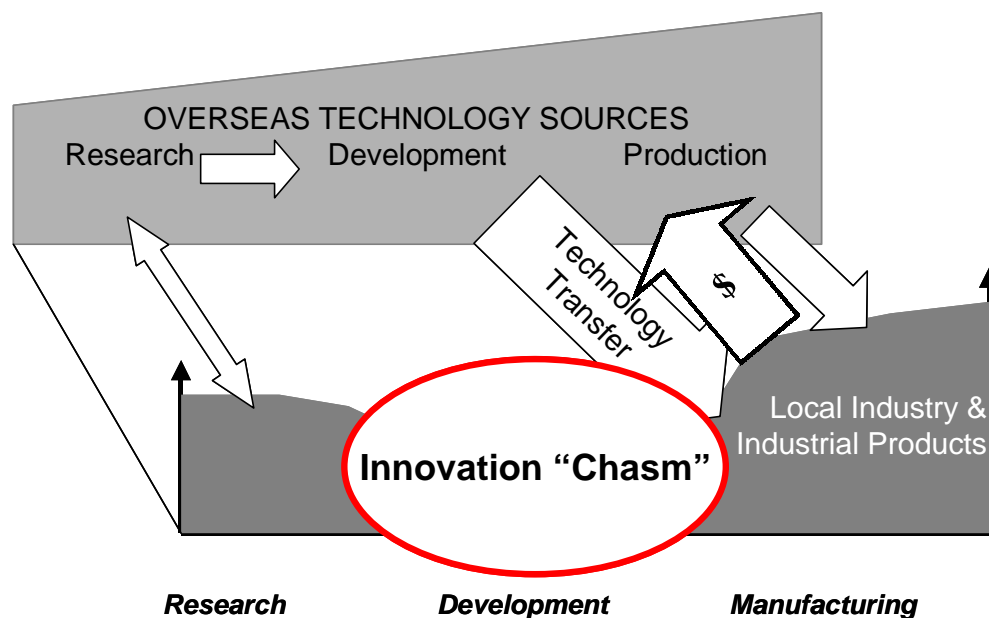 OVERSEAS TECHNOLOGY SOURCES
Research
Development
Production
Technology
Transfer
$
Local Industry &
Industrial Products
Innovation “Chasm”
Research
Development
Manufacturing